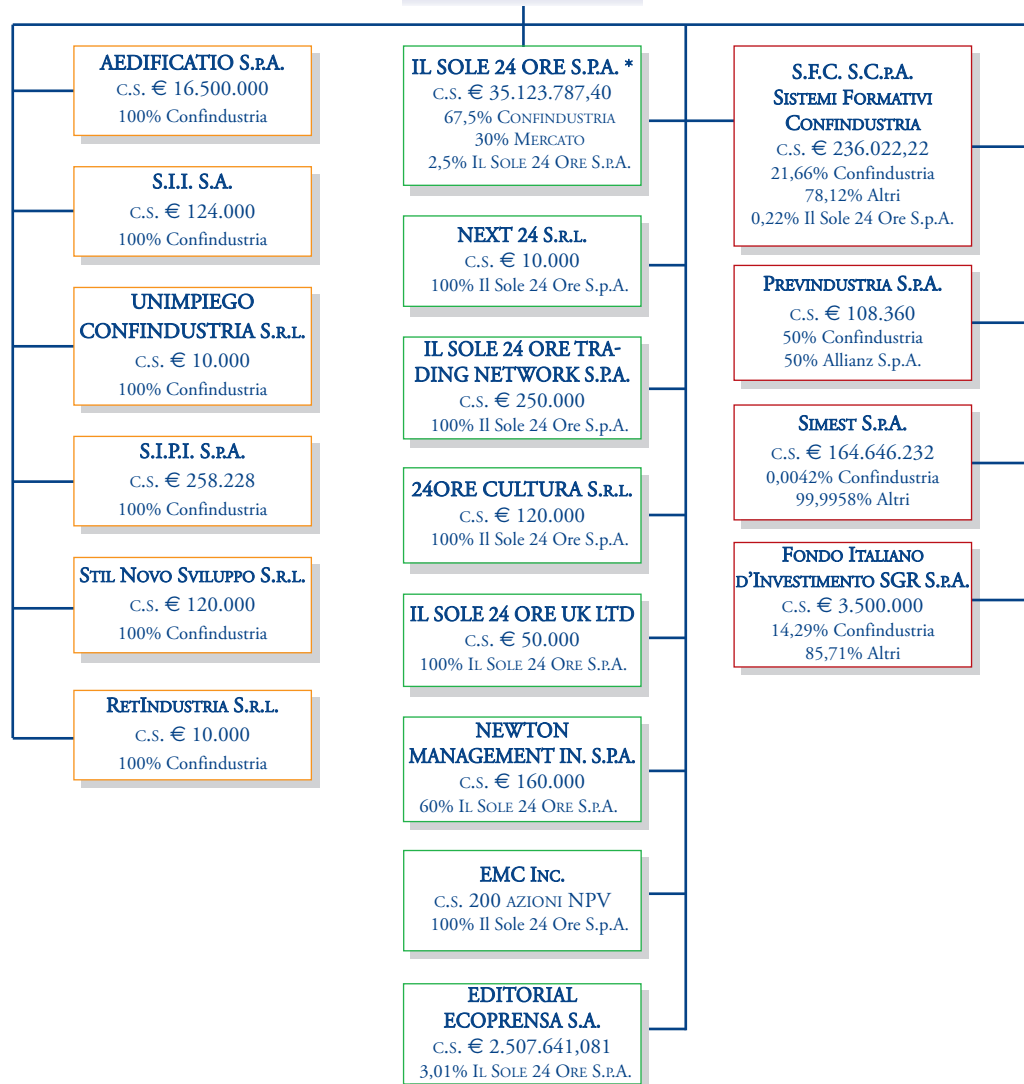 AEDIFICATIO S.p.A.
c.s. € 16.500.000
100% Confindustria
S.I.I. S.A.
c.s. € 124.000
100% Confindustria
UNIMPIEGO
CONFINDUSTRIA S.r.l.
c.s. € 10.000
100% Confindustria
S.I.P.I. S.p.A.
c.s. € 258.228
100% Confindustria
Stil Novo Sviluppo S.r.l.
c.s. € 120.000
100% Confindustria
RetIndustria S.r.l.
c.s. € 10.000
100% Confindustria
IL SOLE 24 ORE S.P.A. *
c.s. € 35.123.787,40
67,5% Confindustria
30% Mercato
2,5% Il Sole 24 Ore S.p.A.
NEXT 24 S.r.l.
c.s. € 10.000
100% Il Sole 24 Ore S.p.A.
IL SOLE 24 ORE TRA-
DING NETWORK S.P.A.
c.s. € 250.000
100% Il Sole 24 Ore S.p.A.
24ORE CULTURA S.r.l.
c.s. € 120.000
100% Il Sole 24 Ore S.p.A.
IL SOLE 24 ORE UK LTD
c.s. € 50.000
100% Il Sole 24 Ore S.p.A.
NEWTON
MANAGEMENT IN. S.P.A.
c.s. € 160.000
60% Il Sole 24 Ore S.p.A.
EMC Inc.
c.s. 200 azioni NPV
100% Il Sole 24 Ore S.p.A.
EDITORIAL
ECOPRENSA S.A.
c.s. € 2.507.641,081
3,01% Il Sole 24 Ore S.p.A.
S.F.C. S.C.p.A.
Sistemi Formativi
Confindustria
c.s. € 236.022,22
21,66% Confindustria
78,12% Altri
0,22% Il Sole 24 Ore S.p.A.
Previndustria S.p.A.
c.s. € 108.360
50% Confindustria
50% Allianz S.p.A.
Simest S.p.A.
c.s. € 164.646.232
0,0042% Confindustria
99,9958% Altri
Fondo Italiano
d'Investimento SGR S.p.A.
c.s. € 3.500.000
14,29% Confindustria
85,71% Altri